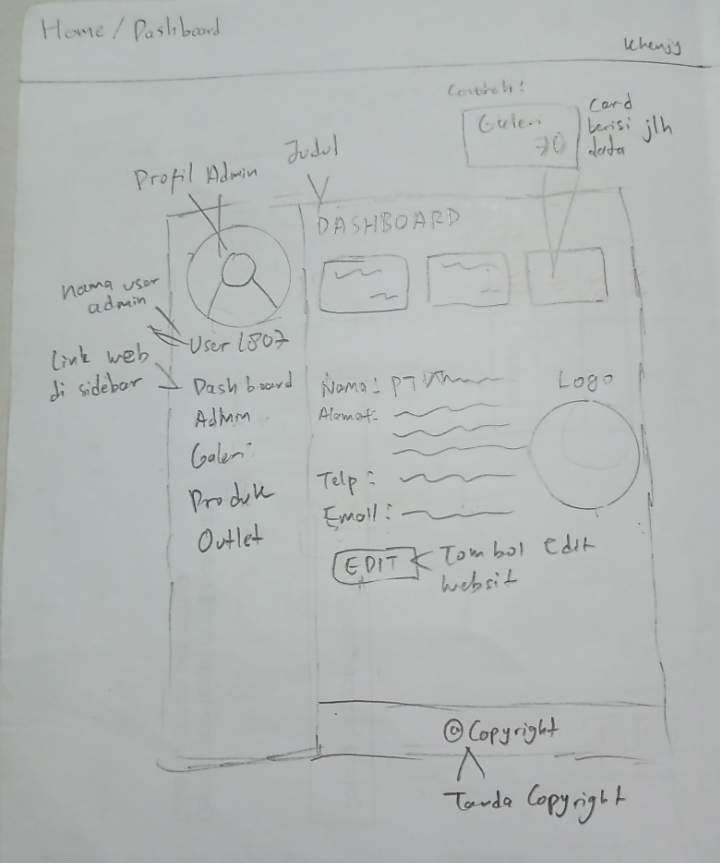 Home / Dashboard
Khenjy
Contoh:
Galeri
70
Card
berisi jlh
data
Judul
Profil Admin
DASHBOARD
nama user
admin
User 1807
Link web
di sidebar
Dashboard
Admin
Galeri
Produk
Outlet
Nama: PT
Alamat:
Telp :
Email :
Logo
EDIT
Tombol edit
websit
© Copyright
Tanda Copyright